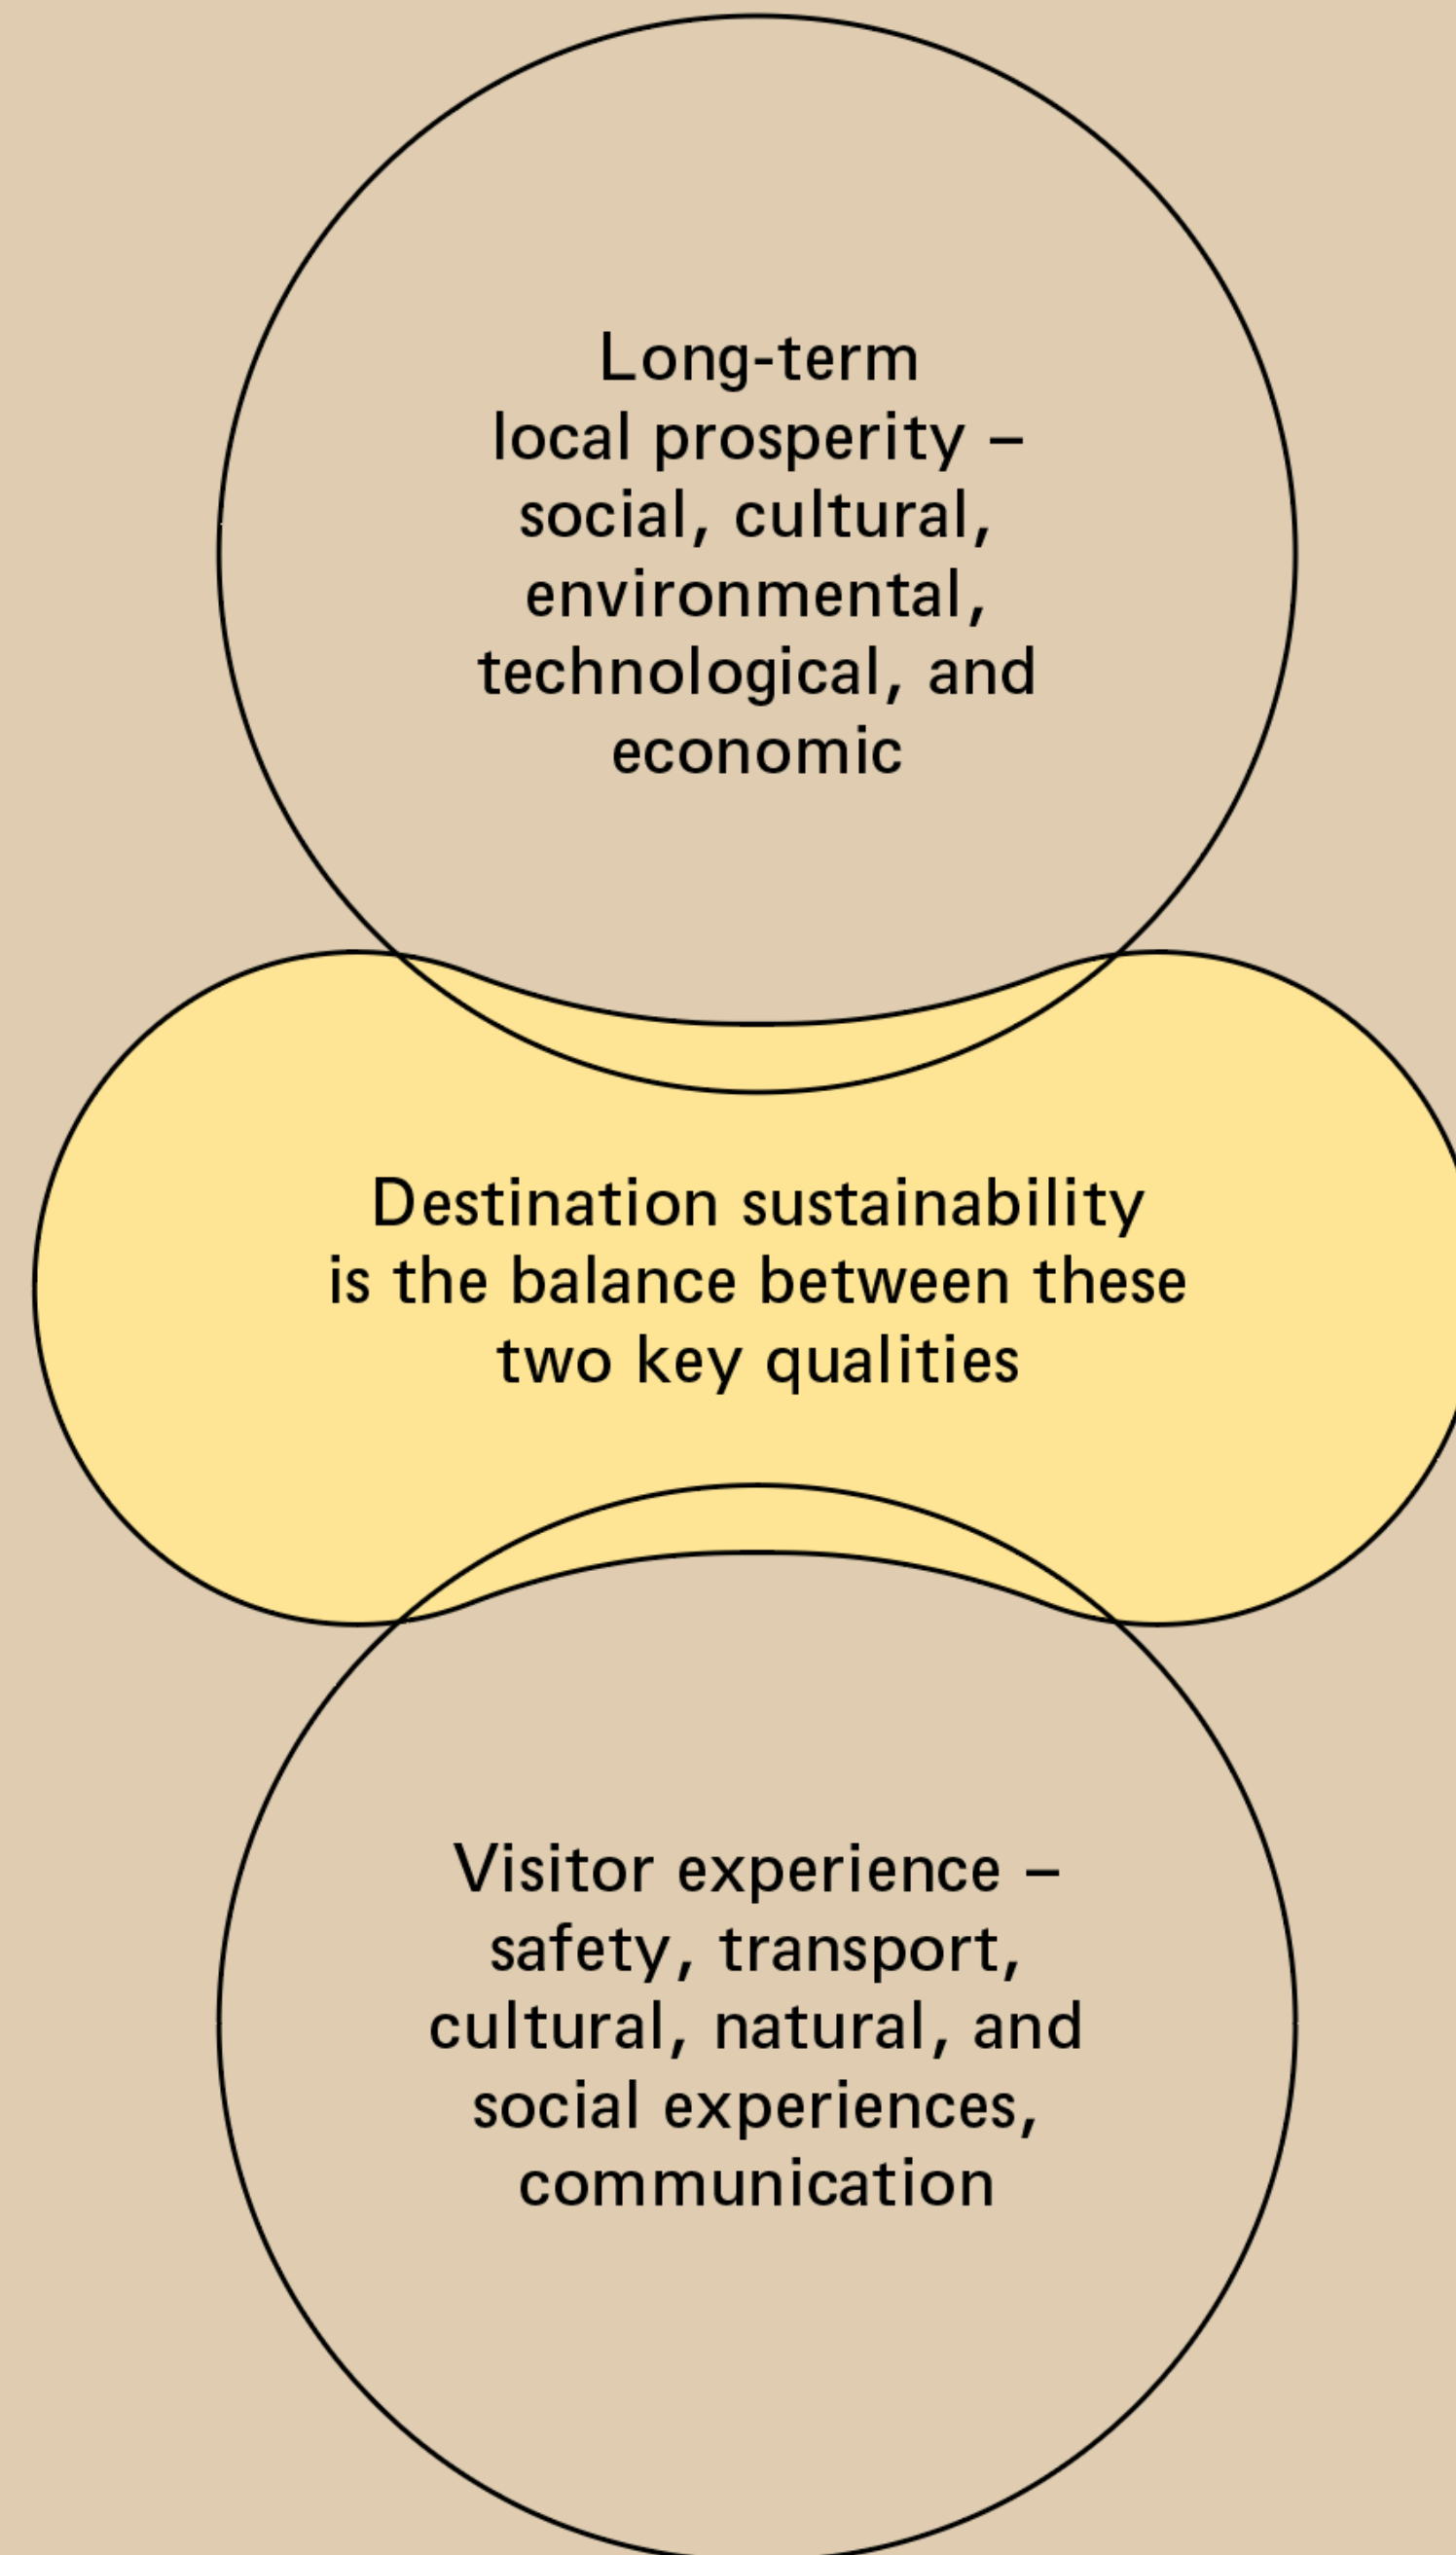 Long-term
local prosperity –
social, cultural,
environmental,
technological, and
economic
Destination sustainability
is the balance between these
two key qualities
Visitor experience –
safety, transport,
cultural, natural, and
social experiences,
communication